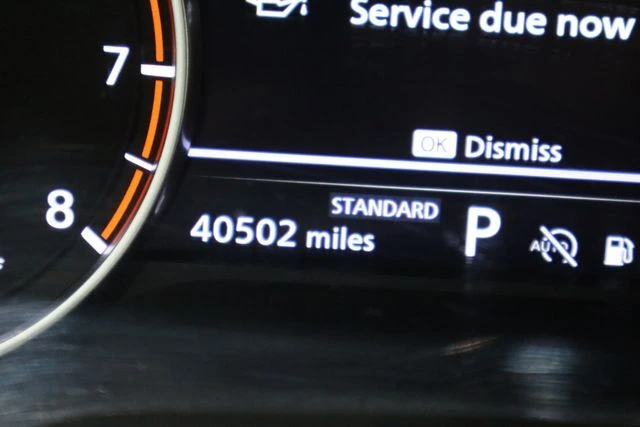 Service due now
7
OK Dismiss
8
STANDARD
40502 miles
P
AUTO